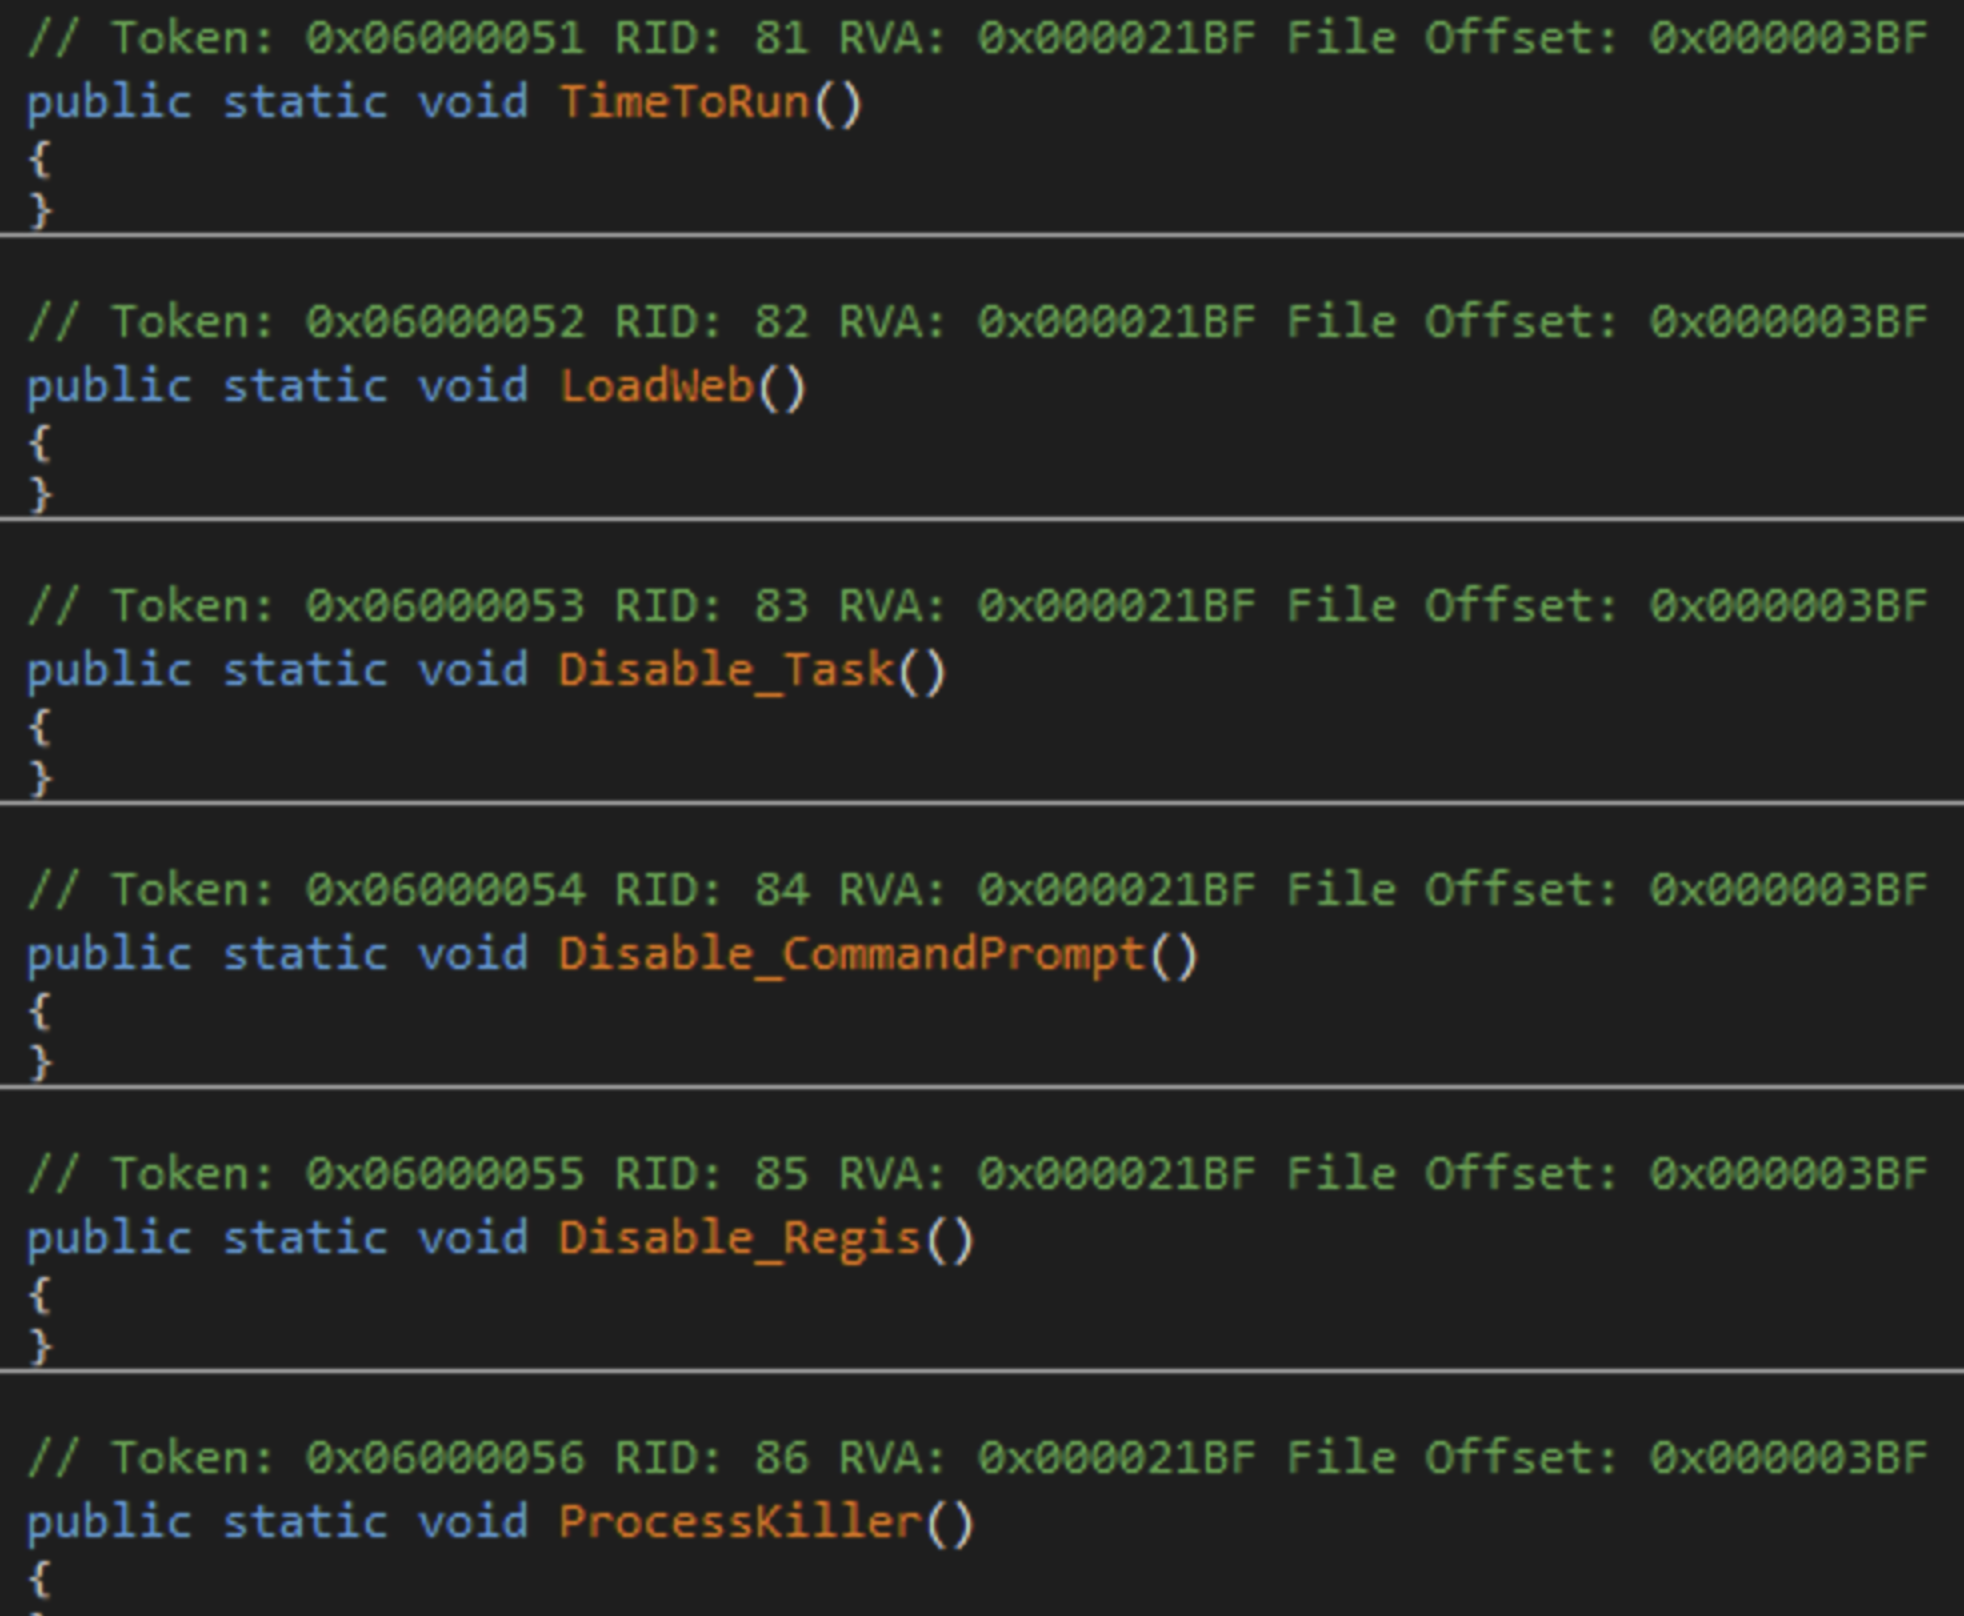 // Token: 0x06000051 RID: 81 RVA: 0x000021BF File Offset: 0x000003BF
public static void TimeToRun()
{
}
// Token: 0x06000052 RID: 82 RVA: 0x000021BF File Offset: 0x000003BF
public static void LoadWeb()
{
}
// Token: 0x06000053 RID: 83 RVA: 0x000021BF File Offset: 0x000003BF
public static void Disable_Task()
{
}
// Token: 0x06000054 RID: 84 RVA: 0x000021BF File Offset: 0x000003BF
public static void Disable_CommandPrompt()
{
}
// Token: 0x06000055 RID: 85 RVA: 0x000021BF File Offset: 0x000003BF
public static void Disable_Regis()
{
}
// Token: 0x06000056 RID: 86 RVA: 0x000021BF File Offset: 0x000003BF
public static void ProcessKiller()
{